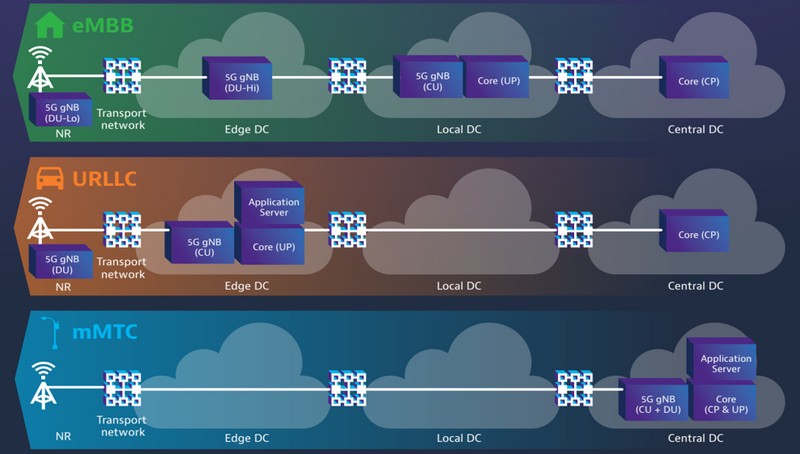 eMBB
5G gNB
(DU-Lo)
NR
Transport
network
5G gNB
(DU-Hi)
Edge DC
5G gNB
(CU)
Core (UP)
Local DC
Core (CP)
Central DC
URLLC
5G gNB
(DU)
NR
Transport
network
5G gNB
(CU)
Application
Server
Core (UP)
Edge DC
Local DC
Core (CP)
Central DC
mMTC
NR
Transport
network
Edge DC
Local DC
5G gNB
(CU + DU)
Application
Server
Core
(CP & UP)
Central DC